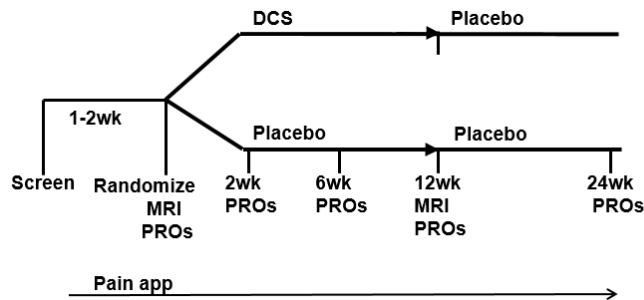 DCS
Placebo
1-2wk
Placebo
Placebo
Screen
Randomize
MRI
PROs
2wk
PROs
6wk
PROs
12wk
MRI
PROs
24wk
PROs
Pain app